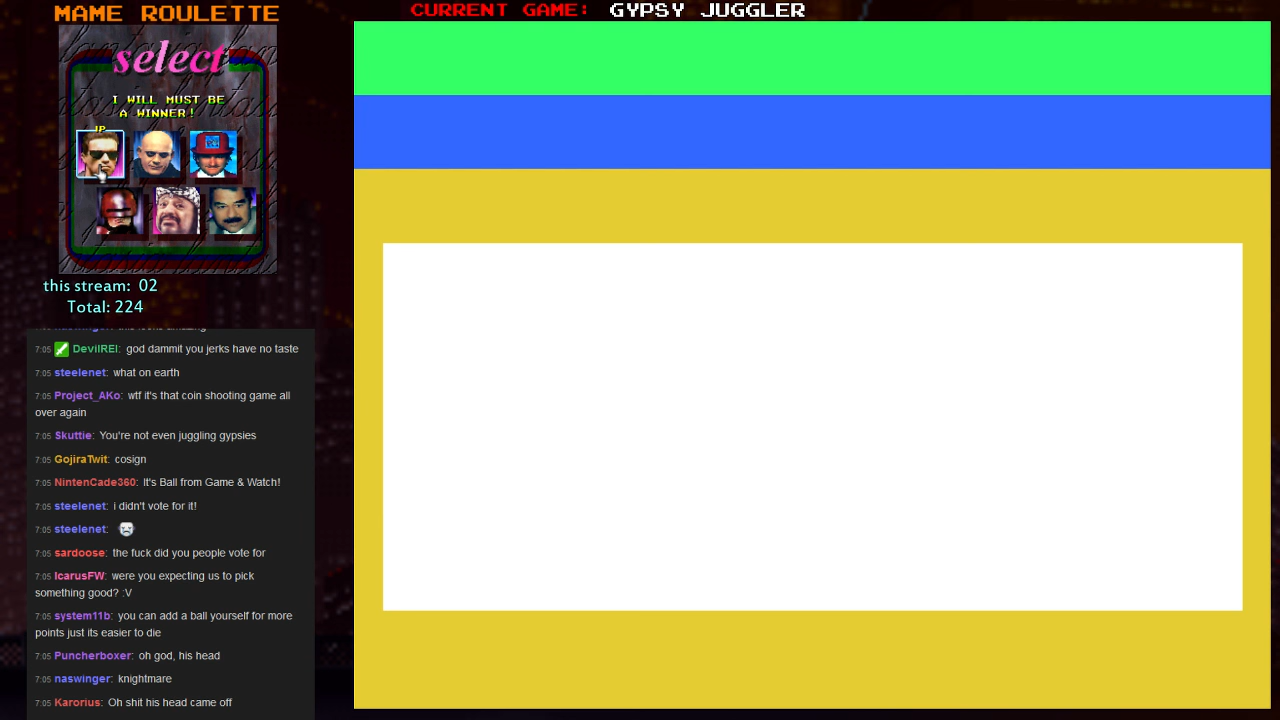 MAME ROULETTE
CURRENT GAME: GYPSY JUGGLER
select
I WILL MUST BE
A WINNER!
1P
this stream: 02
Total: 224
7:05 DevilREI: god dammit you jerks have no taste
7:05 steelenet: what on earth
7:05 Project_AKo: wtf it's that coin shooting game all
over again
7:05 Skuttie: You're not even juggling gypsies
7:05 GojiraTwit: cosign
7:05 NintenCade360: It's Ball from Game & Watch!
7:05 steelenet: i didn't vote for it!
7:05 steelenet:
7:05 sardoose: the fuck did you people vote for
7:05 IcarusFW: were you expecting us to pick
something good? :V
7:05 system11b: you can add a ball yourself for more
points just its easier to die
7:05 Puncherboxer: oh god, his head
7:05 naswinger: knightmare
7:05 Karorius: Oh shit his head came off